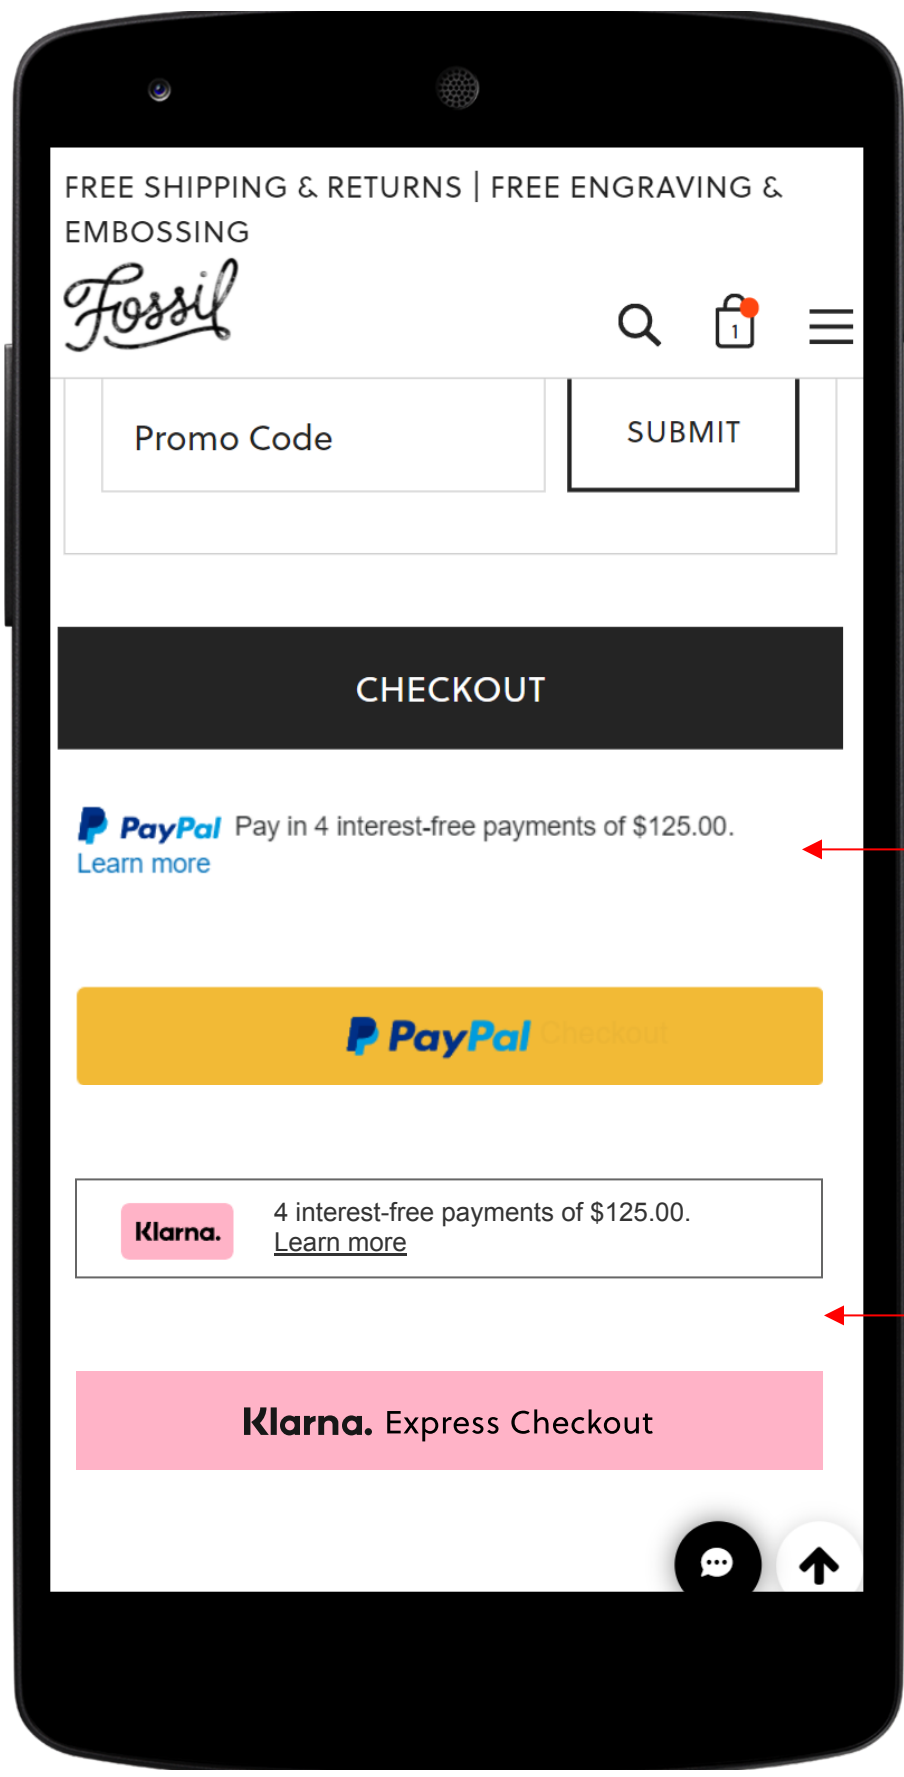 FREE SHIPPING & RETURNS | FREE ENGRAVING &
EMBOSSING
Fossil
1
Promo Code
SUBMIT
CHECKOUT
PayPal Pay in 4 interest-free payments of $125.00.
Learn more
PayPal Checkout
Klarna.
4 interest-free payments of $125.00.
Learn more
Klarna. Express Checkout